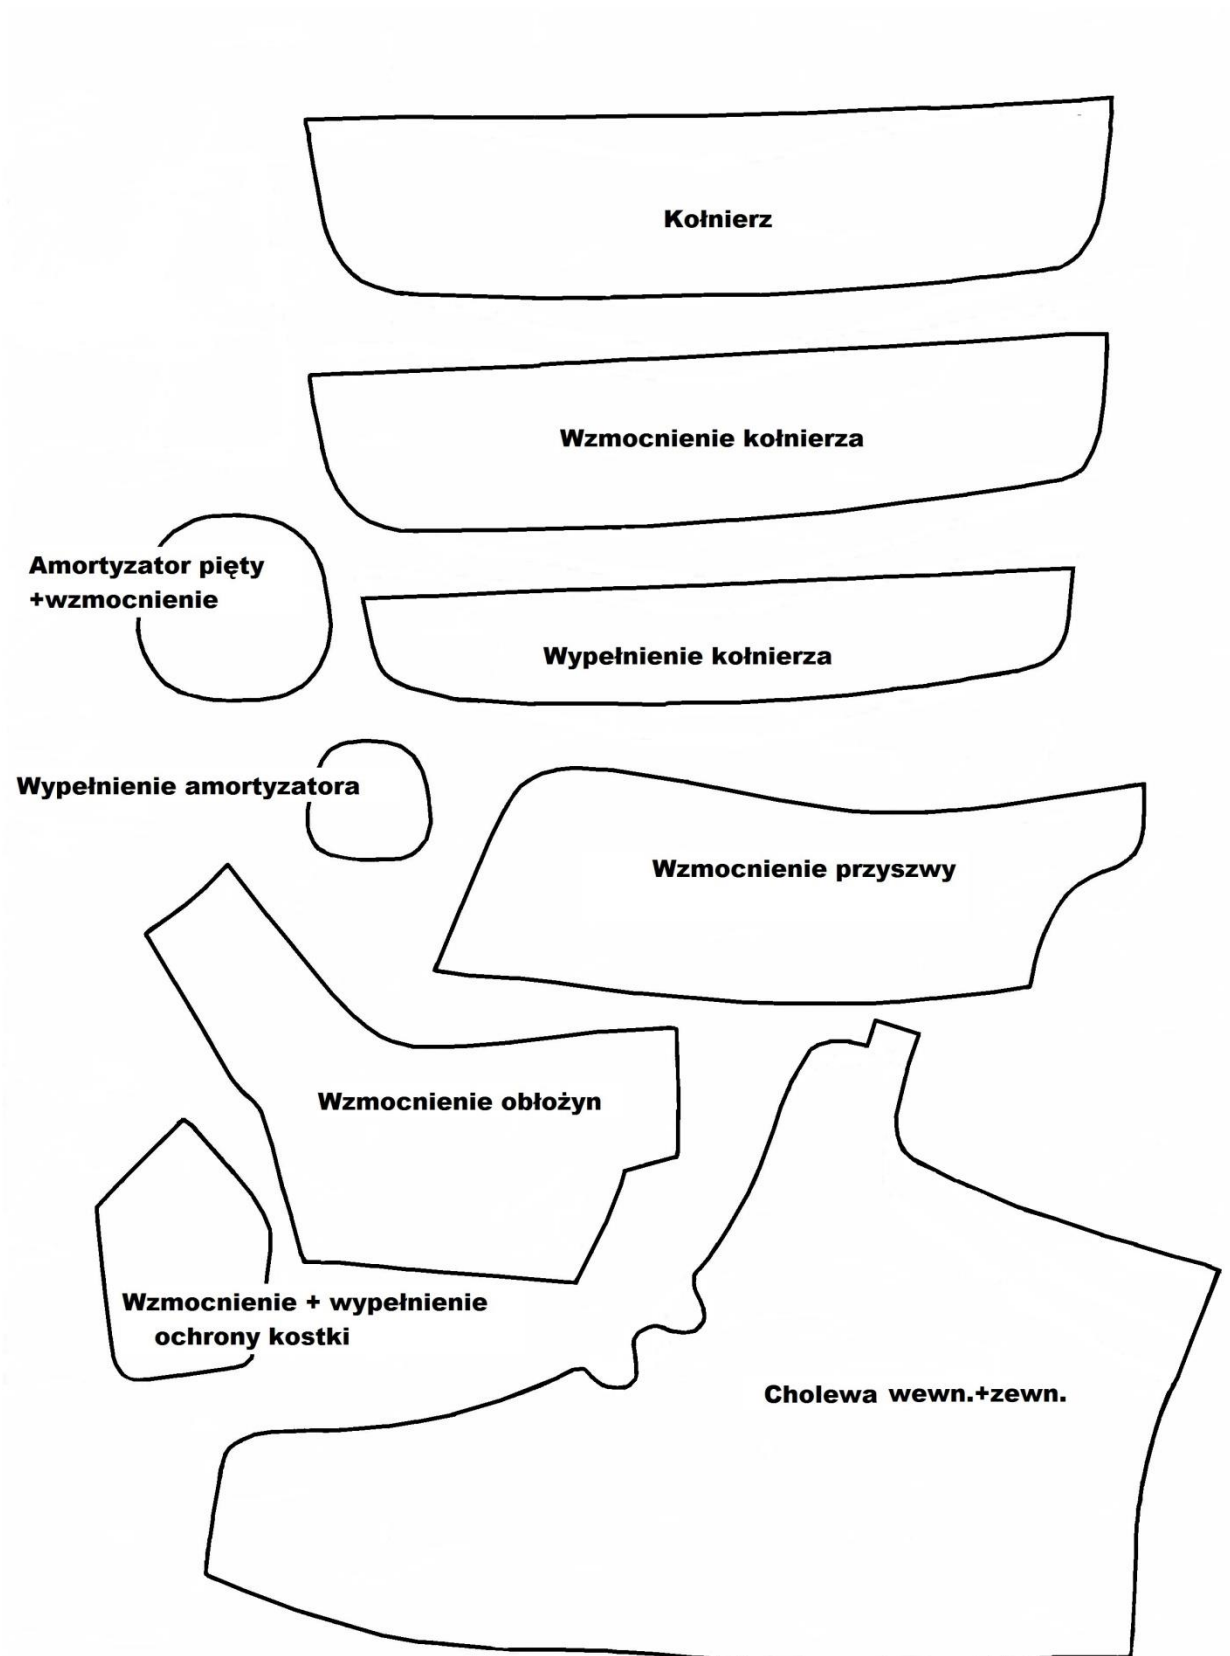 Kołnierz
Wzmocnienie kołnierza
Amortyzator pięty
+wzmocnienie
Wypełnienie kołnierza
Wypełnienie amortyzatora
Wzmocnienie przyszwy
Wzmocnienie obłożyn
Wzmocnienie + wypełnienie
ochrony kostki
Cholewa wewn.+zewn.